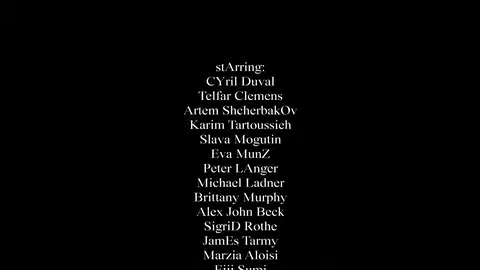 stArring:
CYril Duval
Telfar Clemens
Artem ShcherbakOv
Karim Tartoussieh
Slava Mogutin
Eva MunZ
Peter LAnger
Michael Ladner
Brittany Murphy
Alex John Beck
SigriD Rothe
JamEs Tarmy
Marzia Aloisi